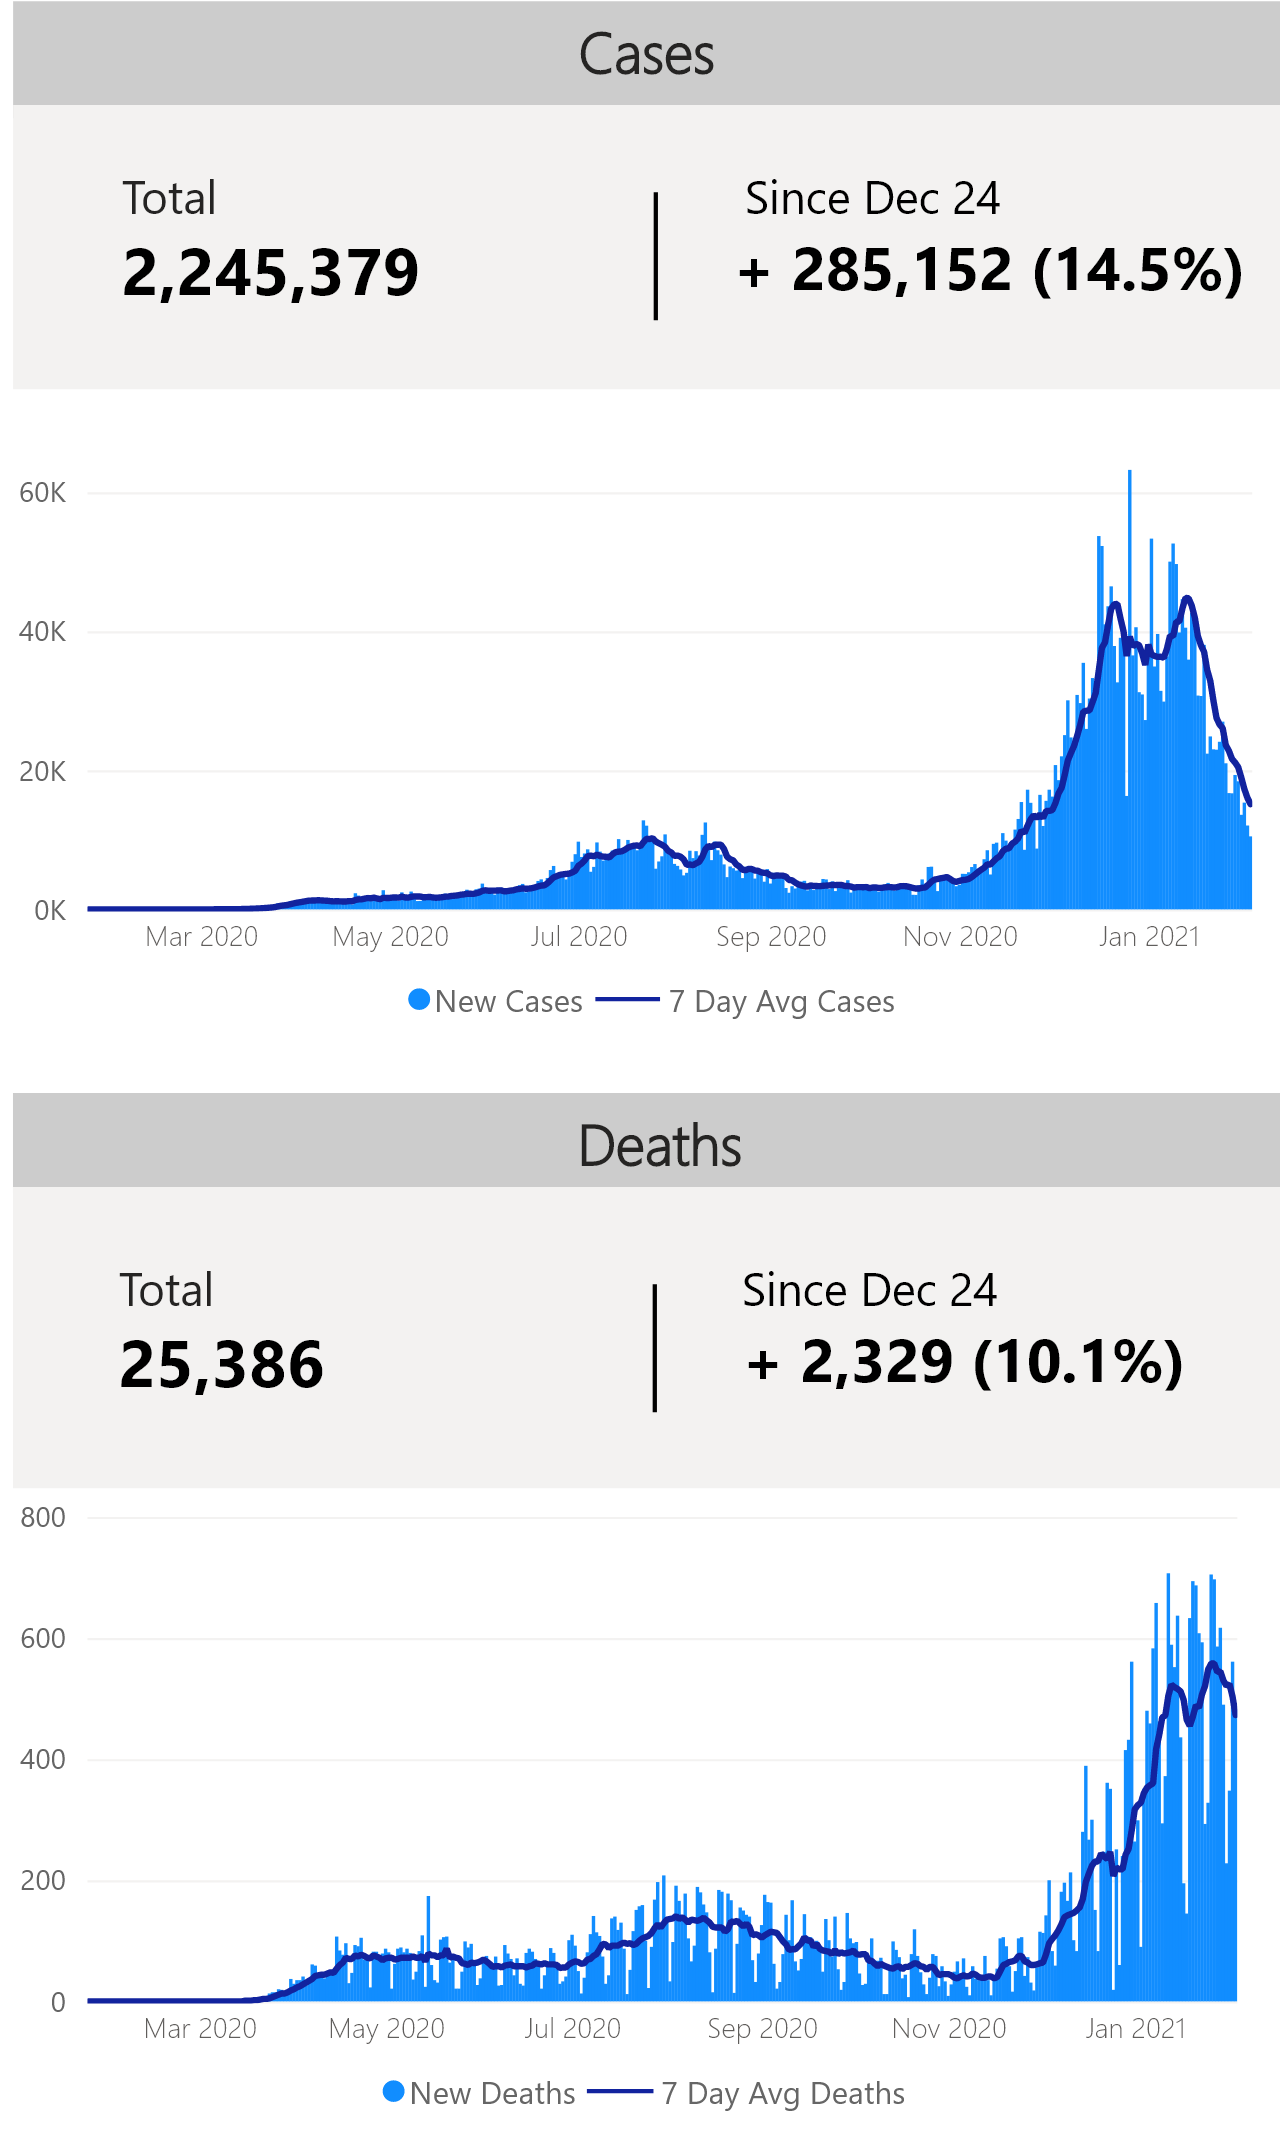 Cases
Total
2,245,379
Since Dec 24
+ 285,152 (14.5%)
60K
40K
20K
0K
Mar 2020 May 2020 Jul 2020 Sep 2020 Nov 2020 Jan 2021
New Cases 7 Day Avg Cases
Deaths
Total
25,386
Since Dec 24
+ 2,329 (10.1%)
800
600
400
200
0
Mar 2020 May 2020 Jul 2020 Sep 2020 Nov 2020 Jan 2021
New Deaths 7 Day Avg Deaths